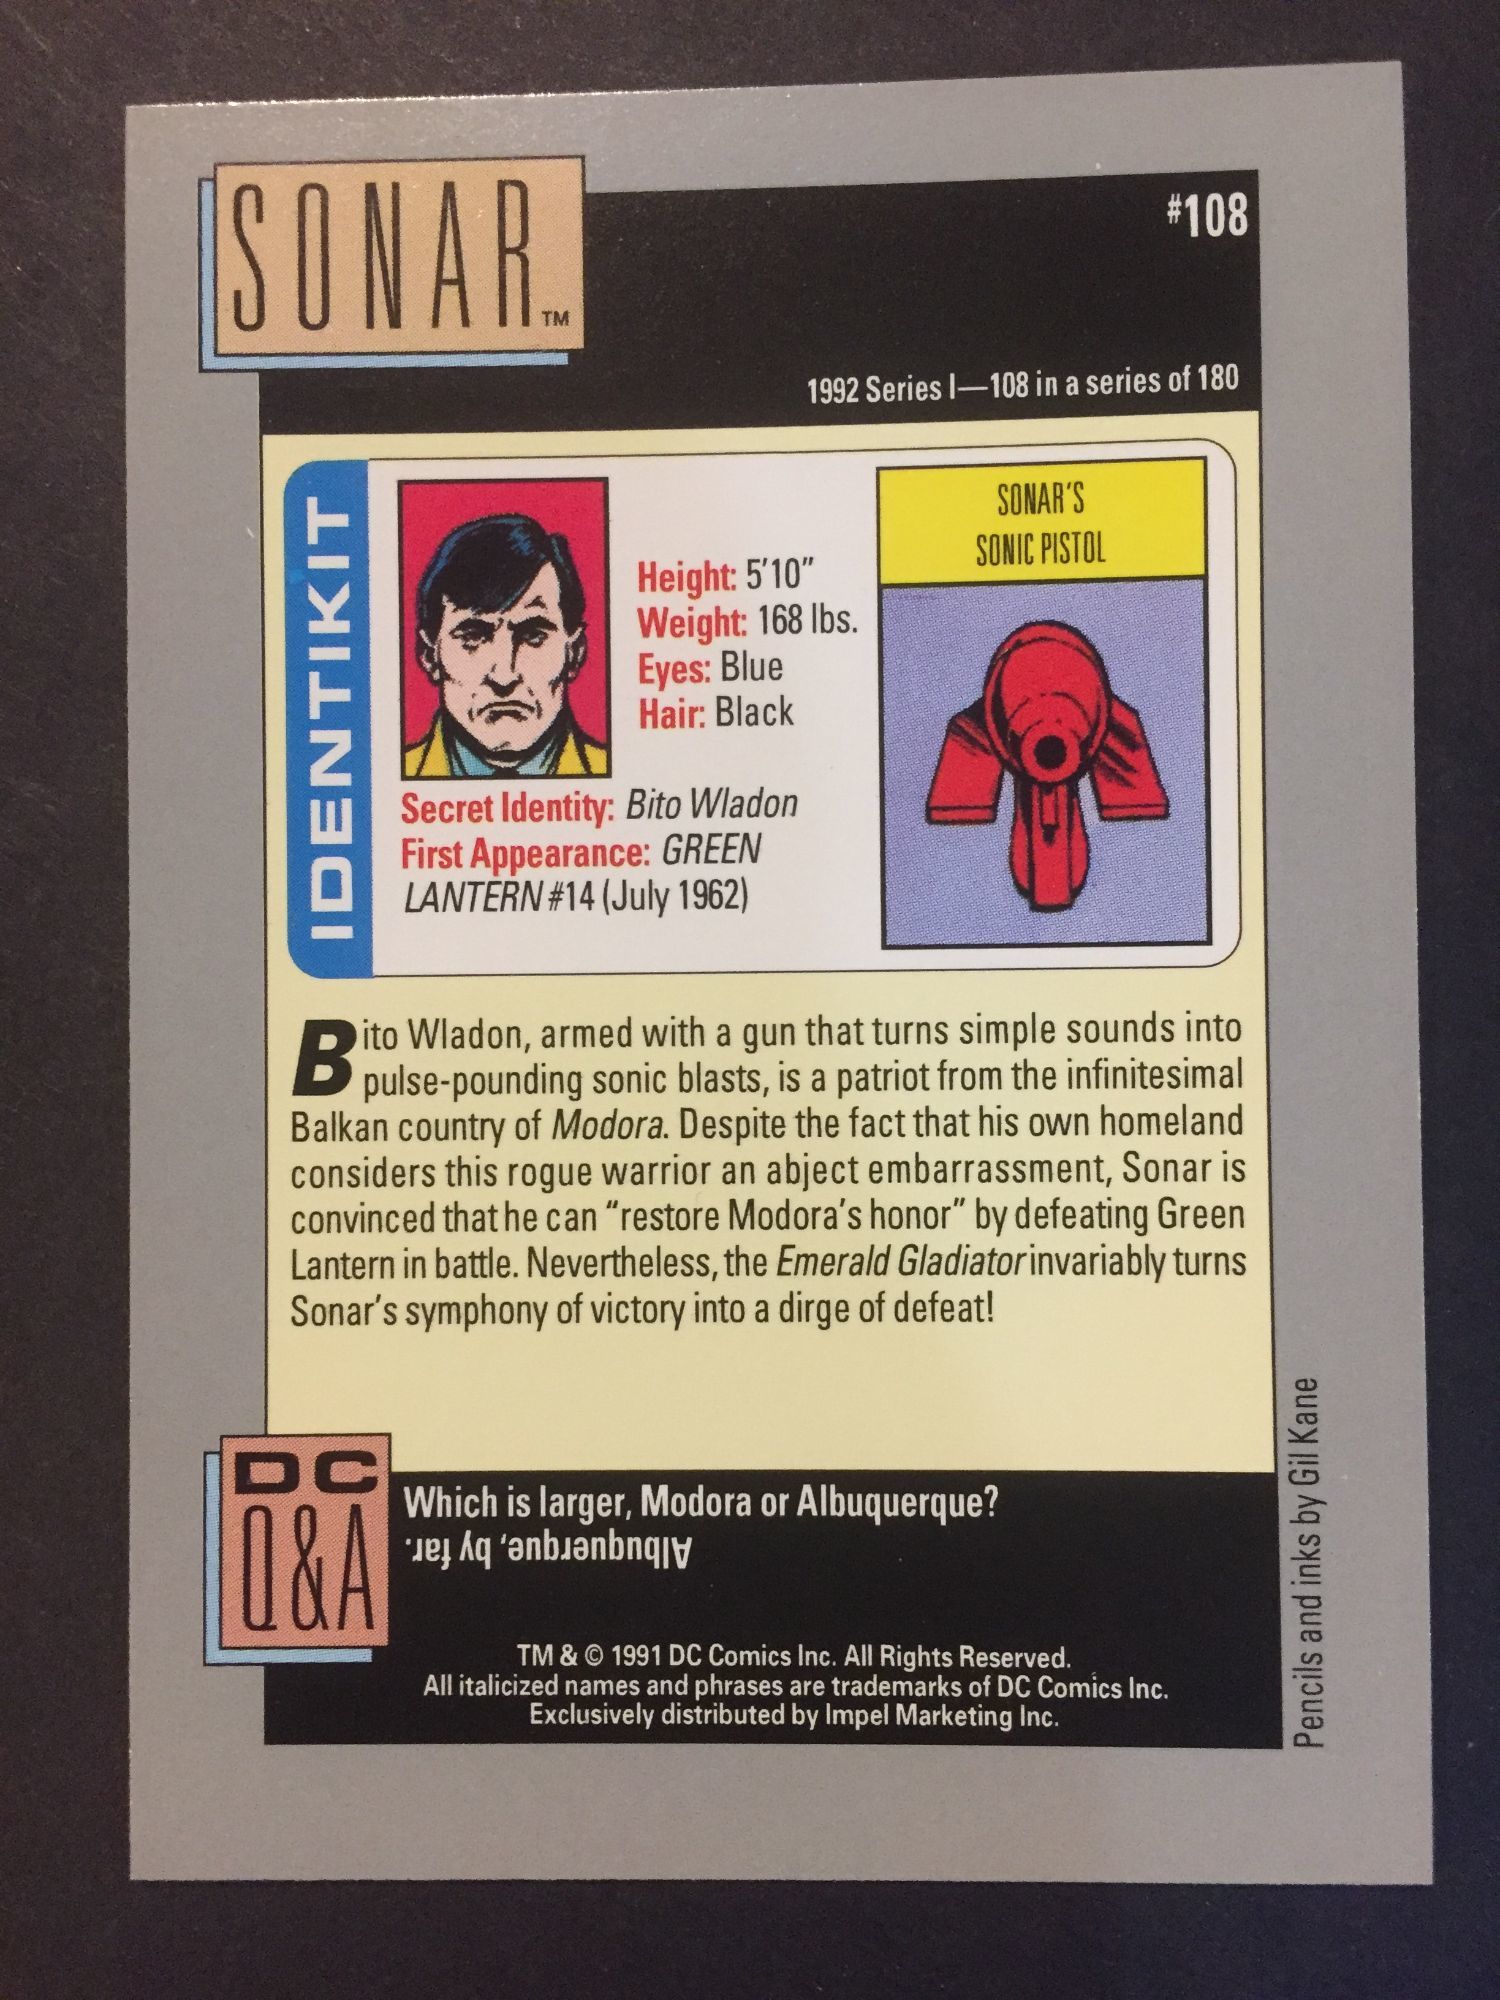 SONAR™
#108
1992 Series I—108 in a series of 180
IDENTIKIT
Height: 5'10"
Weight: 168 lbs.
Eyes: Blue
Hair: Black
Secret Identity: Bito Wladon
First Appearance: GREEN
LANTERN #14 (July 1962)
SONAR'S
SONIC PISTOL
Bito Wladon, armed with a gun that turns simple sounds into
pulse-pounding sonic blasts, is a patriot from the infinitesimal
Balkan country of Modora. Despite the fact that his own homeland
considers this rogue warrior an abject embarrassment, Sonar is
convinced that he can “restore Modora's honor” by defeating Green
Lantern in battle. Nevertheless, the Emerald Gladiator invariably turns
Sonar's symphony of victory into a dirge of defeat!
DC
Q&A
Which is larger, Modora or Albuquerque?
Albuquerque, by far.
TM & © 1991 DC Comics Inc. All Rights Reserved.
All italicized names and phrases are trademarks of DC Comics Inc.
Exclusively distributed by Impel Marketing Inc.
Pencils and inks by Gil Kane